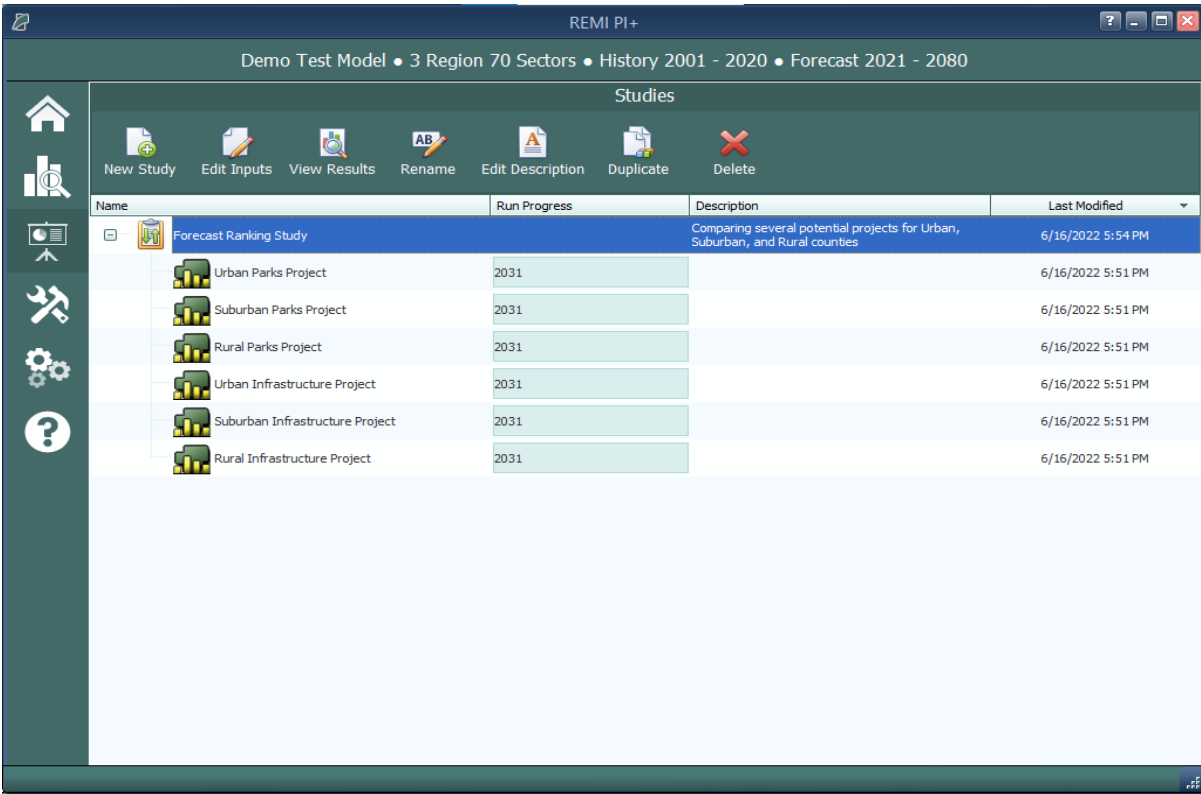 REMI PI+
Demo Test Model ● 3 Region 70 Sectors ● History 2001 - 2020 ● Forecast 2021 - 2080
Studies
New Study Edit Inputs View Results Rename Edit Description Duplicate Delete
Name Run Progress Description Last Modified
Forecast Ranking Study Comparing several potential projects for Urban, Suburban, and Rural counties 6/16/2022 5:54 PM
Urban Parks Project 2031 6/16/2022 5:51 PM
Suburban Parks Project 2031 6/16/2022 5:51 PM
Rural Parks Project 2031 6/16/2022 5:51 PM
Urban Infrastructure Project 2031 6/16/2022 5:51 PM
Suburban Infrastructure Project 2031 6/16/2022 5:51 PM
Rural Infrastructure Project 2031 6/16/2022 5:51 PM